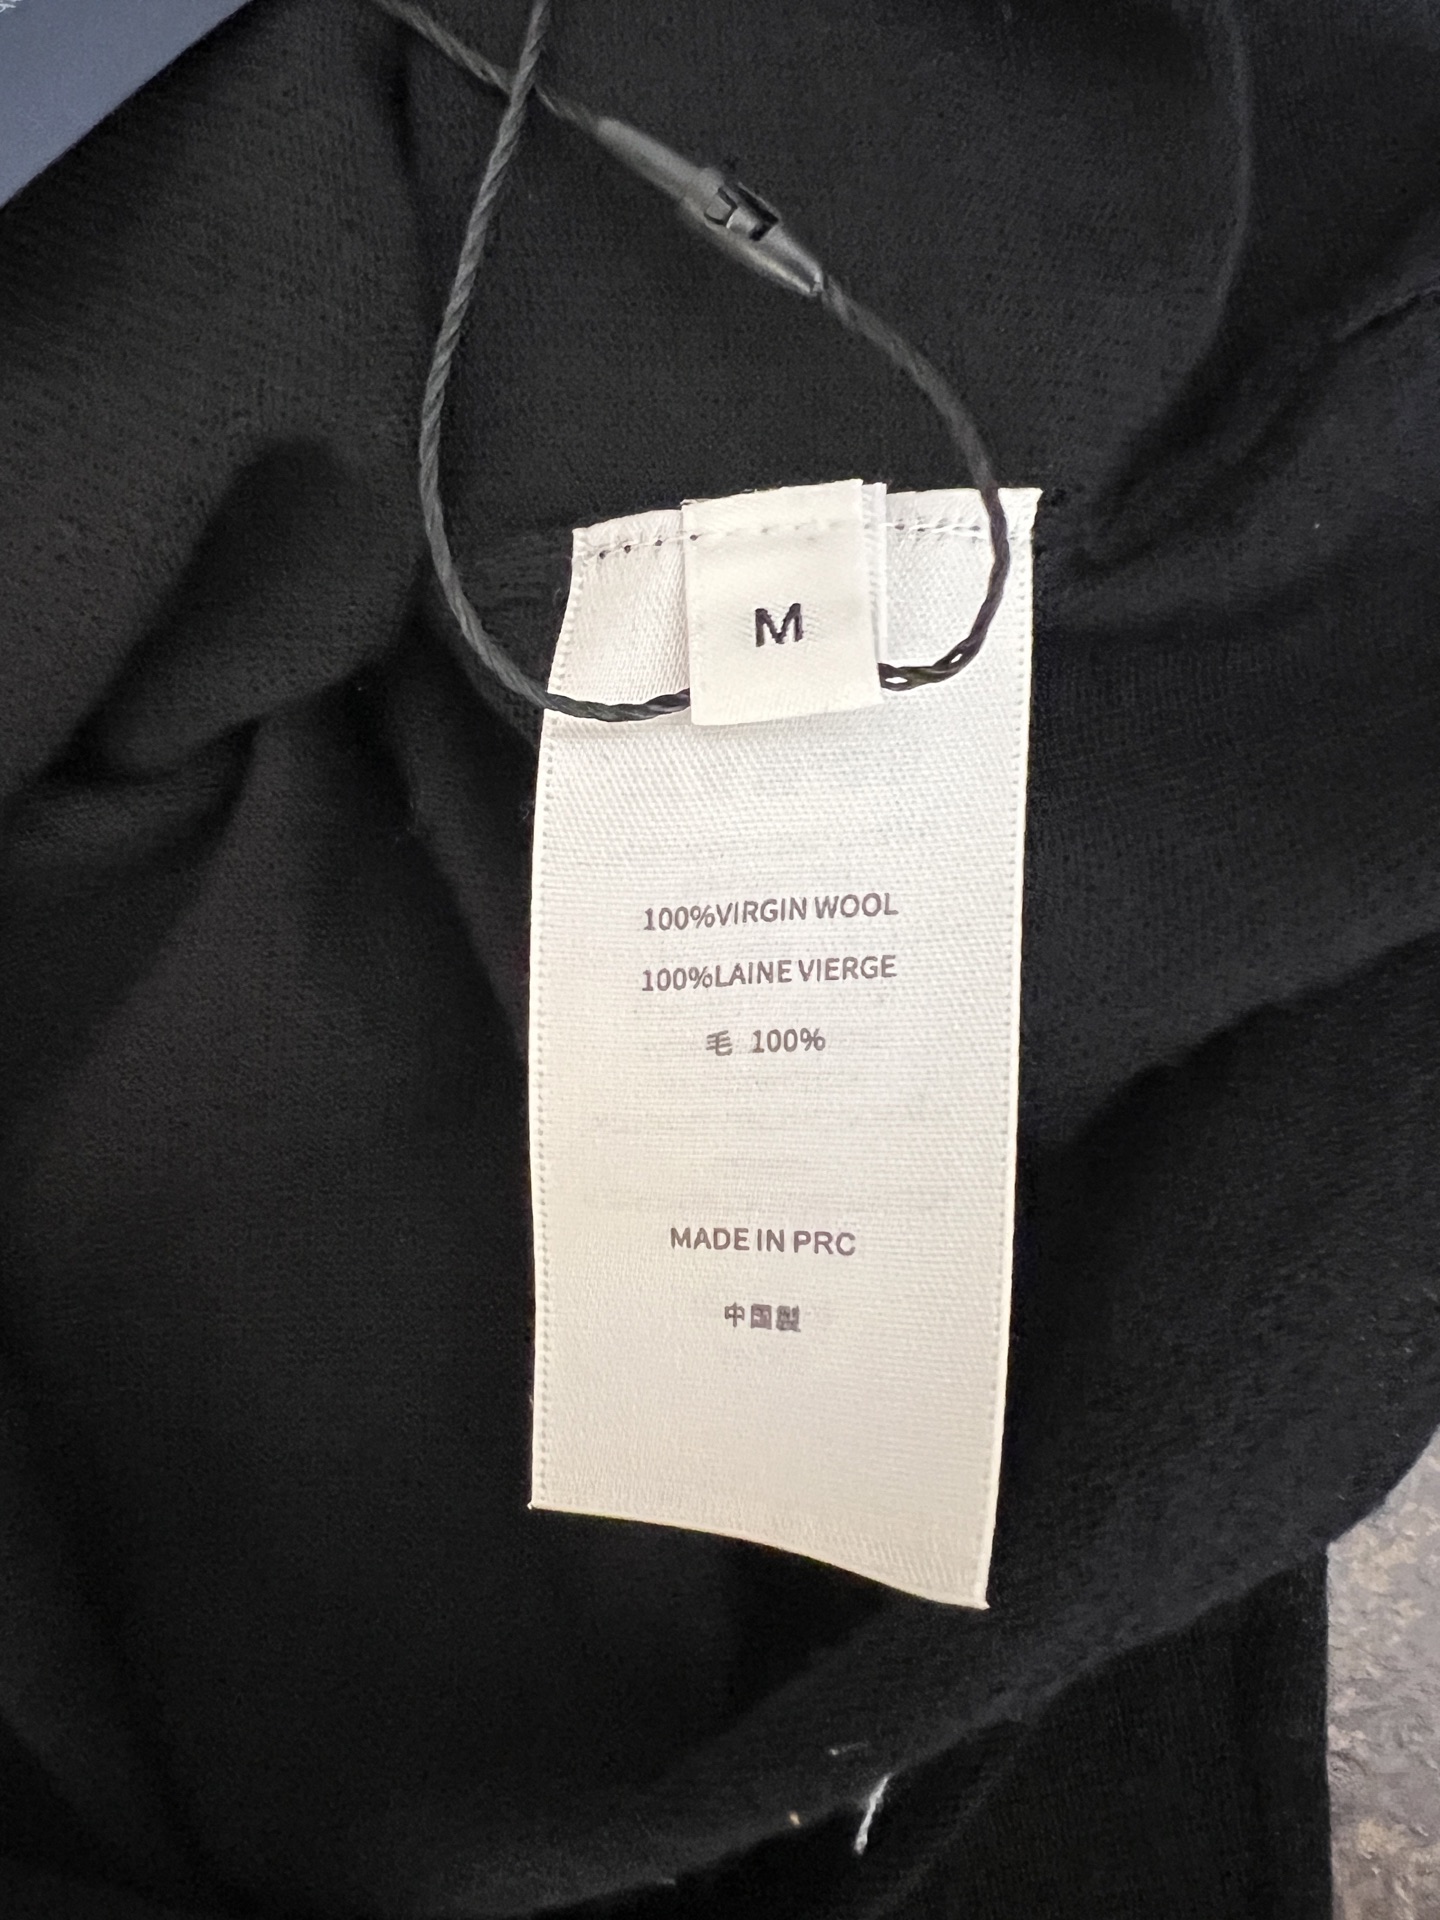 M
100%VIRGIN WOOL
100%LAINE VIERGE
毛 100%
MADE IN PRC
中国製